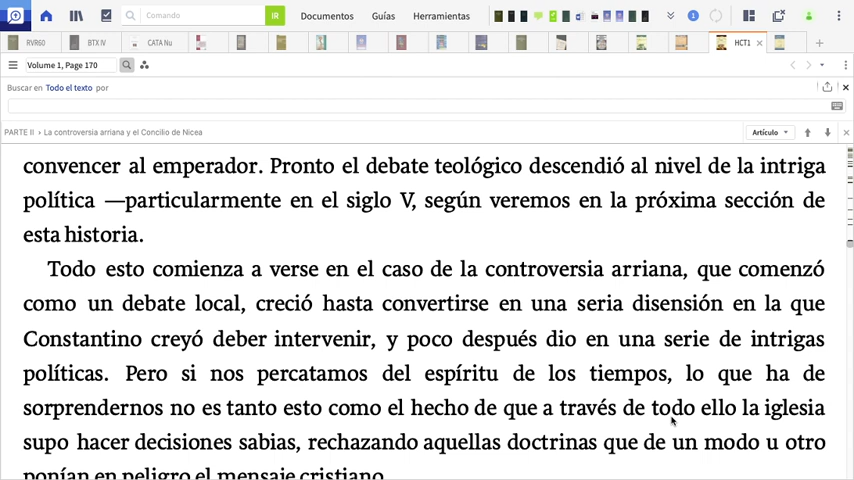 Comando
IR
Documentos
Guías
Herramientas
1
RVR60
BTX IV
CATA Nu
HCT1
Volume 1, Page 170
Buscar en Todo el texto por
PARTE II › La controversia arriana y el Concilio de Nicea
Artículo
convencer al emperador. Pronto el debate teológico descendió al nivel de la intriga
política —particularmente en el siglo V, según veremos en la próxima sección de
esta historia.
Todo esto comienza a verse en el caso de la controversia arriana, que comenzó
como un debate local, creció hasta convertirse en una seria disensión en la que
Constantino creyó deber intervenir, y poco después dio en una serie de intrigas
políticas. Pero si nos percatamos del espíritu de los tiempos, lo que ha de
sorprendernos no es tanto esto como el hecho de que a través de todo ello la iglesia
supo hacer decisiones sabias, rechazando aquellas doctrinas que de un modo u otro
ponían en peligro el mensaje cristiano.